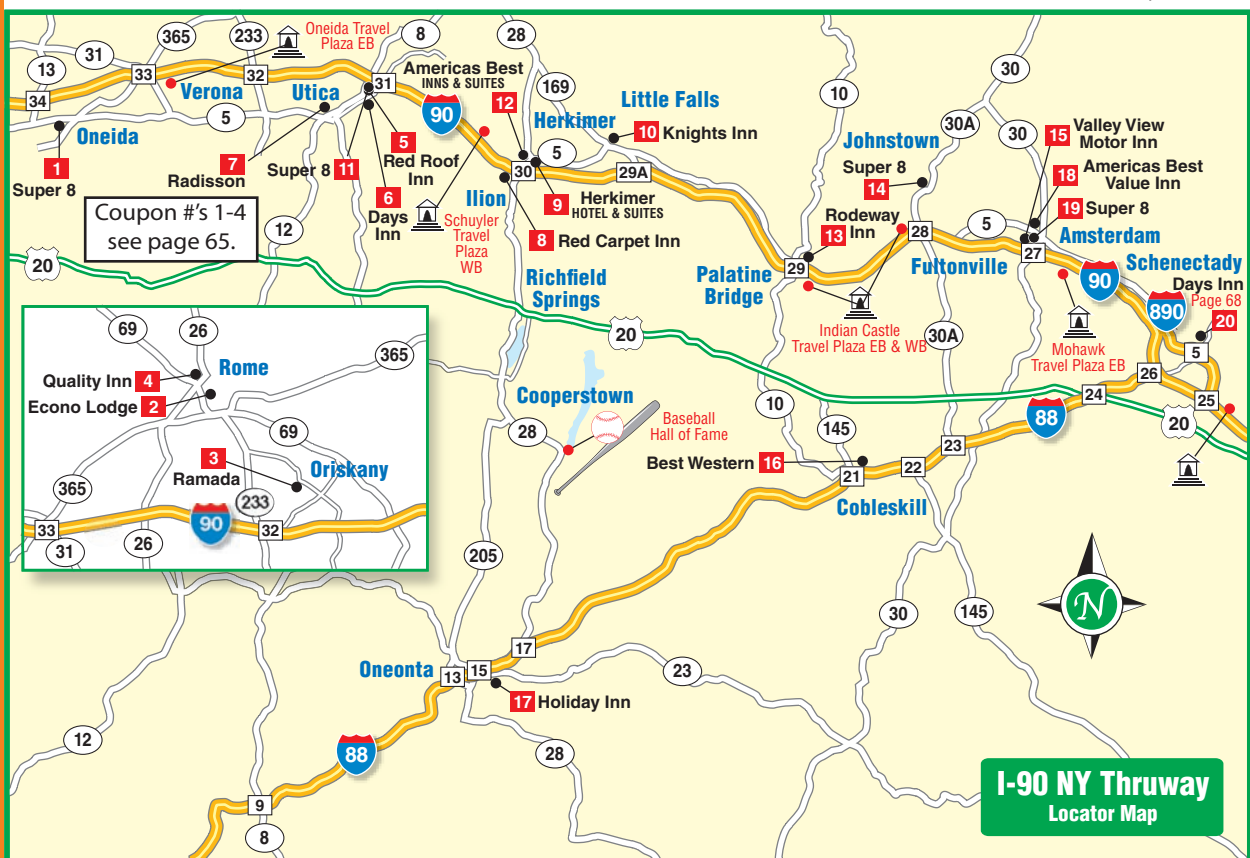 365
233
Oneida Travel
Plaza EB
8
28
31
13
33
32
31
34
Verona
Utica
5
Oneida
1
Super 8
7
Radisson
Super 8 11
5
Red Roof
Inn
6
Days
Inn
90
Americas Best
INNS & SUITES
12
169
Herkimer
Little Falls
10 Knights Inn
5
30
29A
Ilion
9 Herkimer
HOTEL & SUITES
8 Red Carpet Inn
Schuyler
Travel
Plaza
WB
Coupon #'s 1-4
see page 65.
12
20
Richfield
Springs
10
30
30A
30
Johnstown
Super 8
14
15 Valley View
Motor Inn
18 Americas Best
Value Inn
19 Super 8
Rodeway
Inn
13
28
5
27
Amsterdam
Fultonville
29
Palatine
Bridge
Indian Castle
Travel Plaza EB & WB
30A
90
Schenectady
Days Inn
Page 68
20
890
5
Mohawk
Travel Plaza EB
26
25
24
20
20
88
69
26
365
Rome
Quality Inn 4
Econo Lodge 2
69
3
Ramada
Oriskany
365
233
90
33
32
31
26
Cooperstown
28
Baseball
Hall of Fame
10
145
Best Western 16
21
22
23
Cobleskill
205
30
145
N
17
Oneonta
13
15
23
17 Holiday Inn
12
88
28
9
8
I-90 NY Thruway
Locator Map